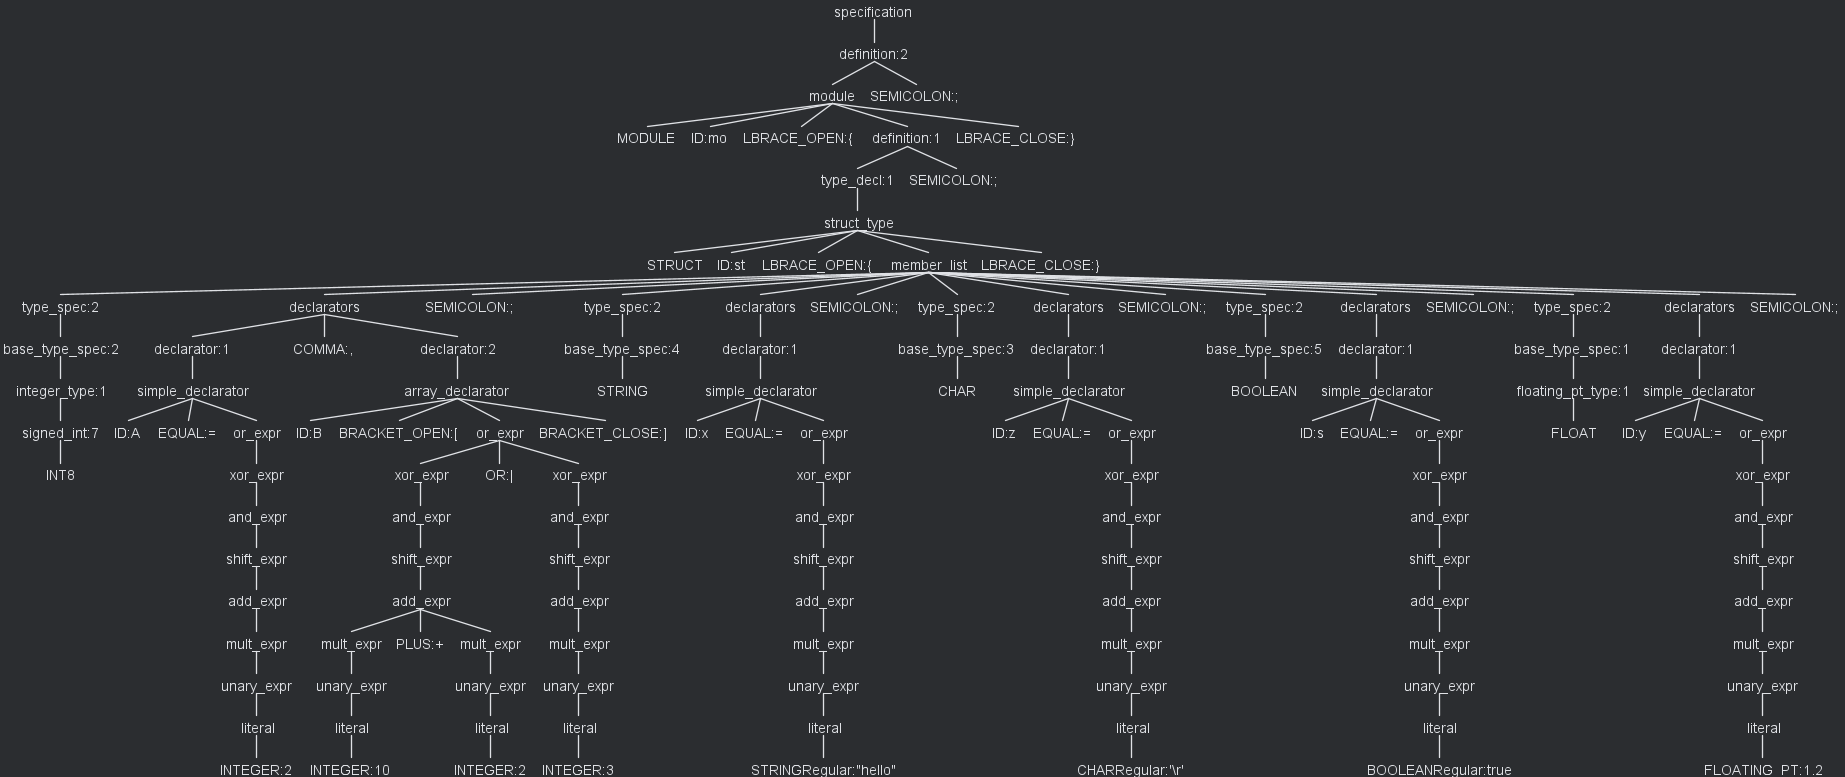 specification
definition:2
module SEMICOLON:;
MODULE ID:mo LBRACE_OPEN:{ definition:1 LBRACE_CLOSE:}
type_decl:1 SEMICOLON:;
struct_type
STRUCT ID:st LBRACE_OPEN:{ member_list LBRACE_CLOSE:}
type_spec:2 declarators SEMICOLON:; type_spec:2 declarators SEMICOLON:; type_spec:2 declarators SEMICOLON:; type_spec:2 declarators SEMICOLON:; type_spec:2 declarators SEMICOLON:;
base_type_spec:2 declarator:1 COMMA:, declarator:2 base_type_spec:4 declarator:1 base_type_spec:3 declarator:1 base_type_spec:5 declarator:1 base_type_spec:1 declarator:1
integer_type:1 simple_declarator array_declarator STRING simple_declarator CHAR simple_declarator BOOLEAN simple_declarator floating_pt_type:1 simple_declarator
signed_int:7 ID:A EQUAL:= or_expr ID:B BRACKET_OPEN:[ or_expr BRACKET_CLOSE:] ID:x EQUAL:= or_expr ID:z EQUAL:= or_expr ID:s EQUAL:= or_expr FLOAT ID:y EQUAL:= or_expr
INT8 xor_expr xor_expr OR:| xor_expr xor_expr xor_expr xor_expr xor_expr
and_expr and_expr and_expr and_expr and_expr and_expr and_expr
shift_expr shift_expr shift_expr shift_expr shift_expr shift_expr shift_expr
add_expr add_expr add_expr add_expr add_expr add_expr add_expr
mult_expr mult_expr PLUS:+ mult_expr mult_expr mult_expr mult_expr mult_expr mult_expr
unary_expr unary_expr unary_expr unary_expr unary_expr unary_expr unary_expr unary_expr
literal literal literal literal literal literal literal literal
INTEGER:2 INTEGER:10 INTEGER:2 INTEGER:3 STRINGRegular:"hello" CHARRegular:'\r' BOOLEANRegular:true FLOATING_PT:1.2